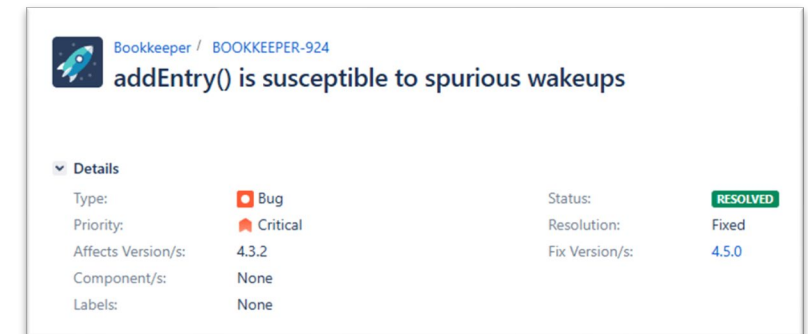 Bookkeeper / BOOKKEEPER-924
addEntry() is susceptible to spurious wakeups
Details
Type: Bug Status: RESOLVED
Priority: Critical Resolution: Fixed
Affects Version/s: 4.3.2 Fix Version/s: 4.5.0
Component/s: None
Labels: None